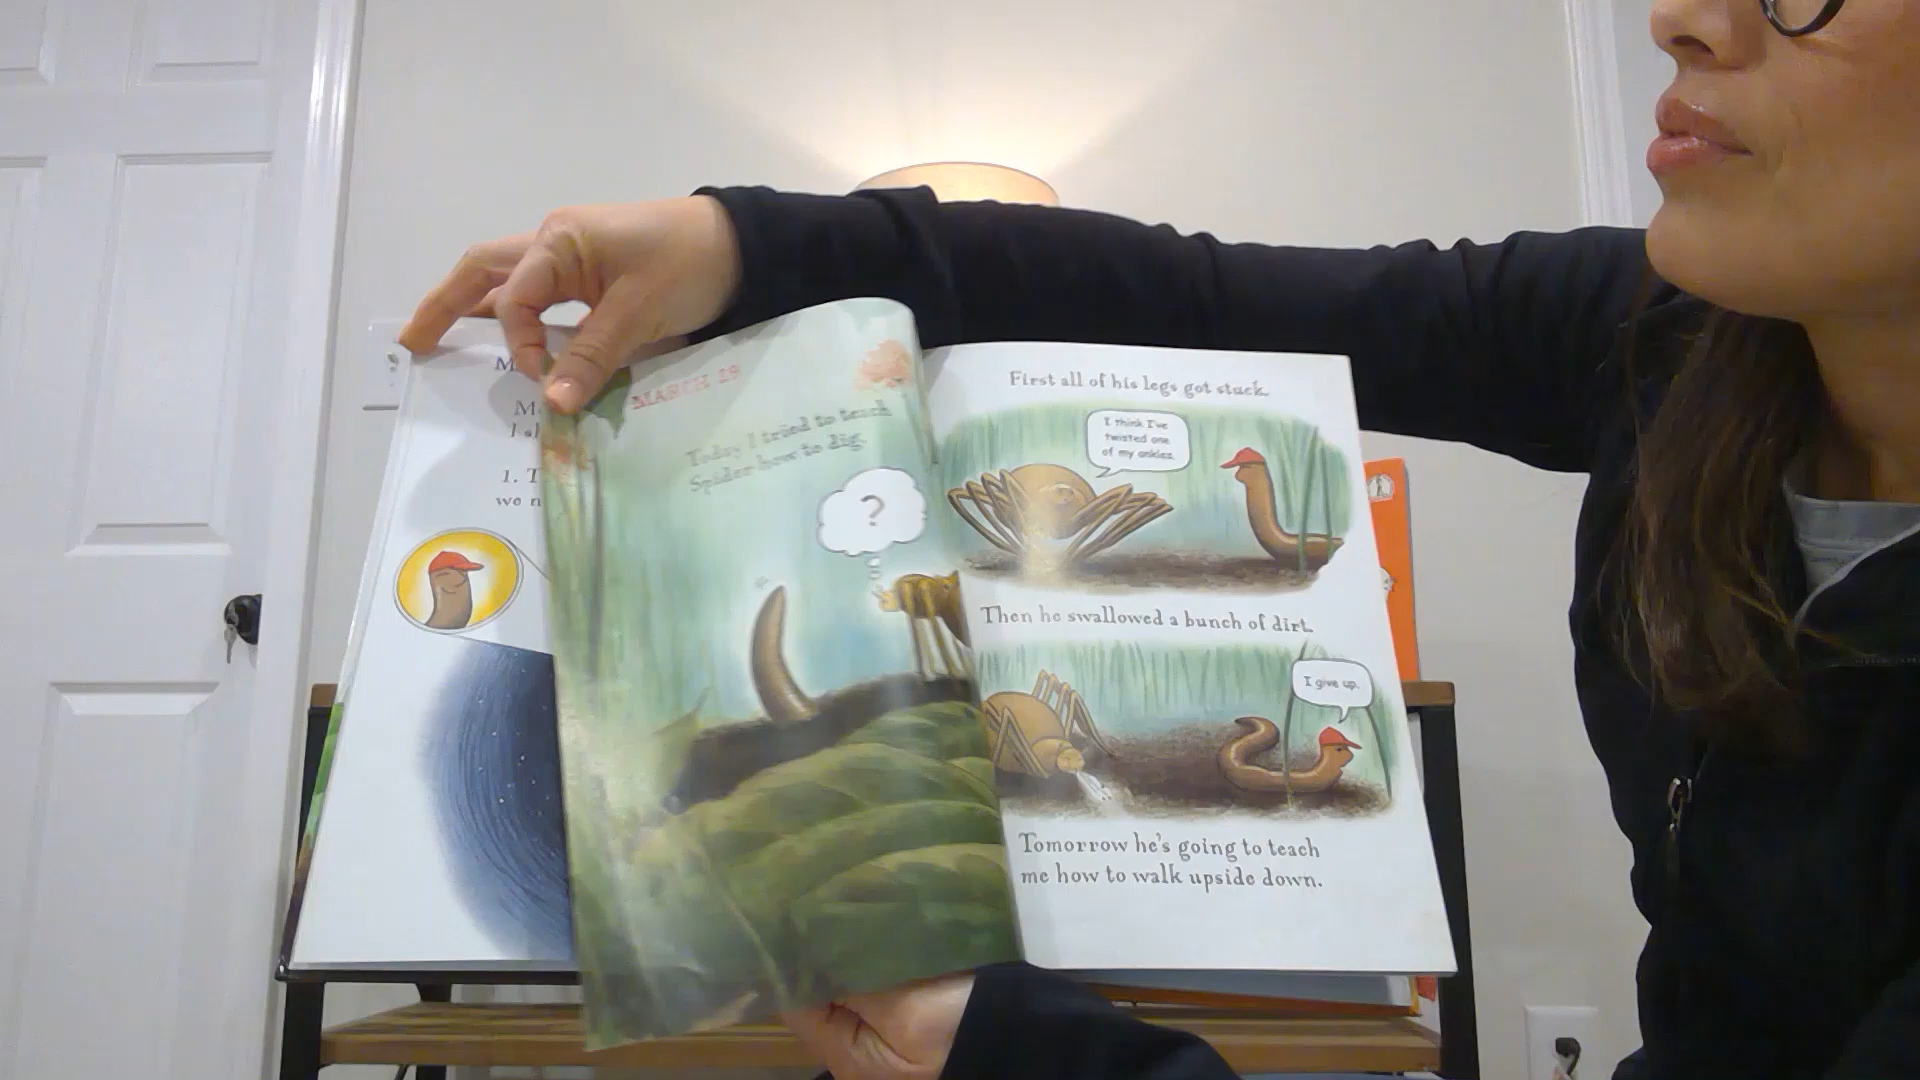 MARCH 29
Today I tried to teach
Spider how to dig.
?
First all of his legs got stuck.
I think I've
twisted one
of my ankles.
Then he swallowed a bunch of dirt.
I give up.
Tomorrow he's going to teach
me how to walk upside down.